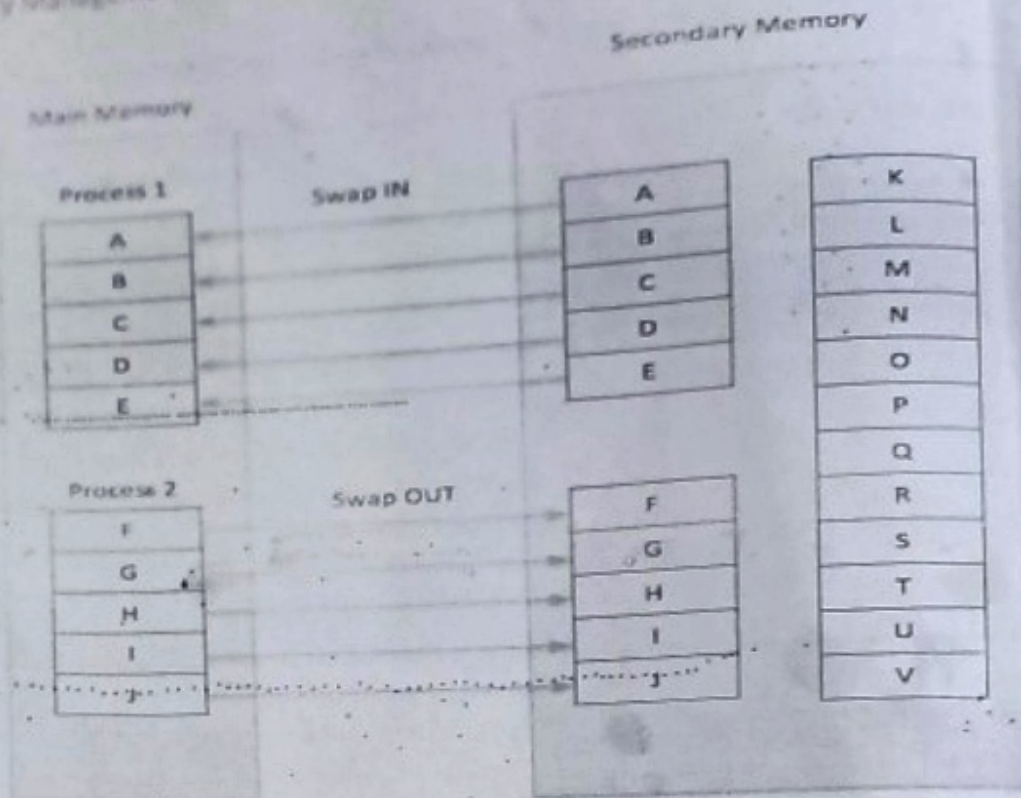 Secondary Memory
Main Memory
Process 1
Swap IN
A
B
C
D
E
Process 2
Swap OUT
F
G
H
I
J
A
B
C
D
E
F
G
H
I
J
K
L
M
N
O
P
Q
R
S
T
U
V